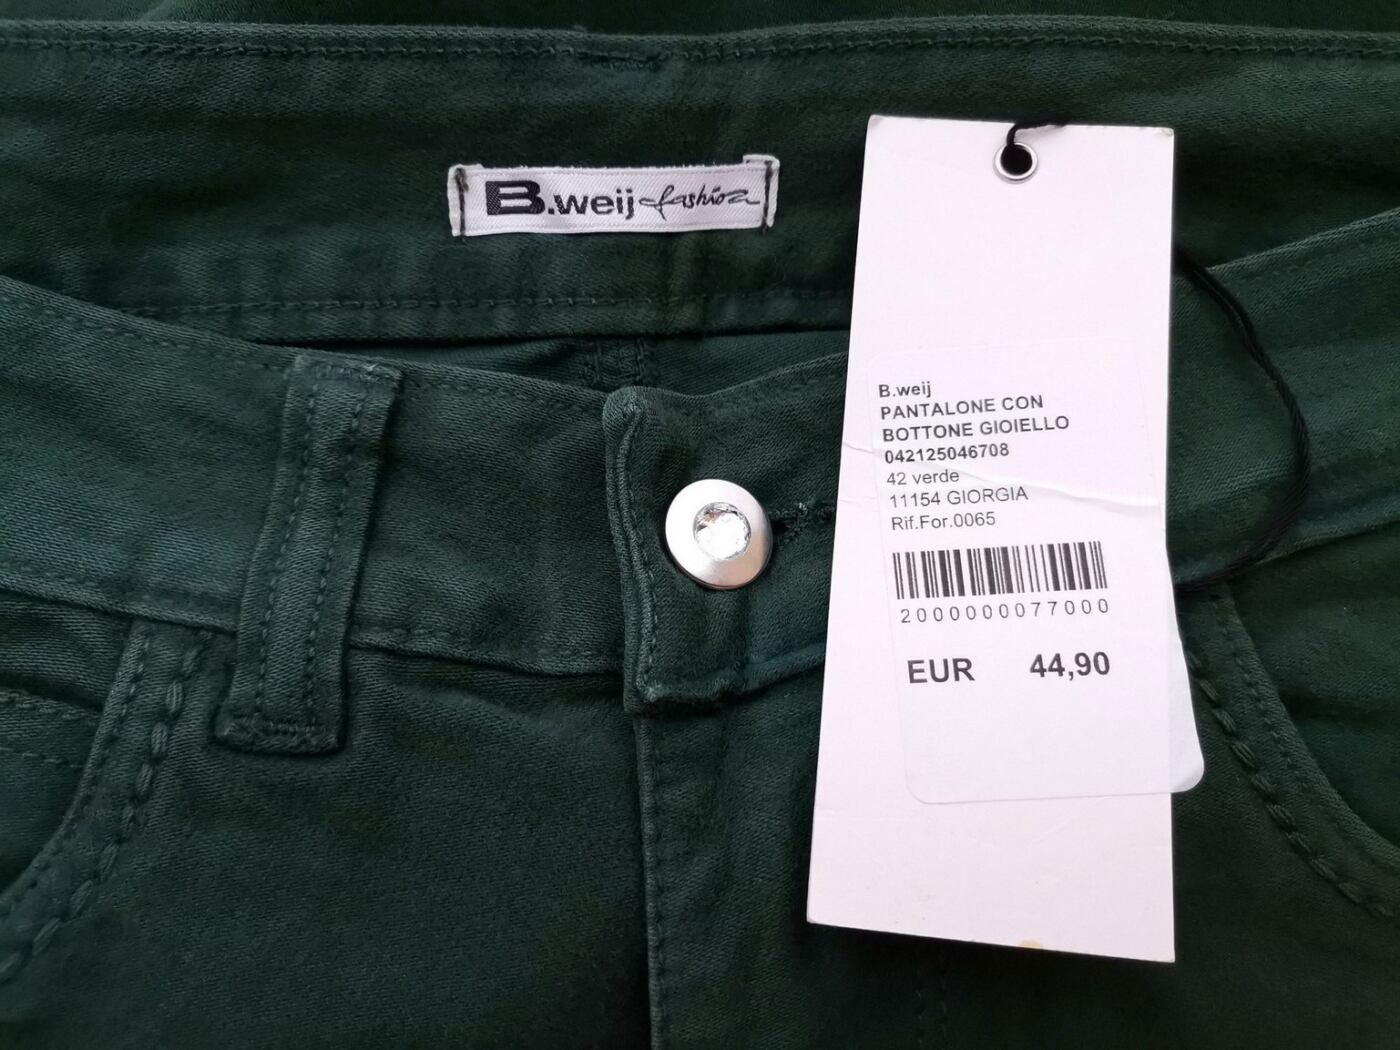 B.weij fashion
B.weij
PANTALONE CON
BOTTONE GIOIELLO
042125046708
42 verde
11154 GIORGIA
Rif.For.0065
2000000077000
EUR 44,90